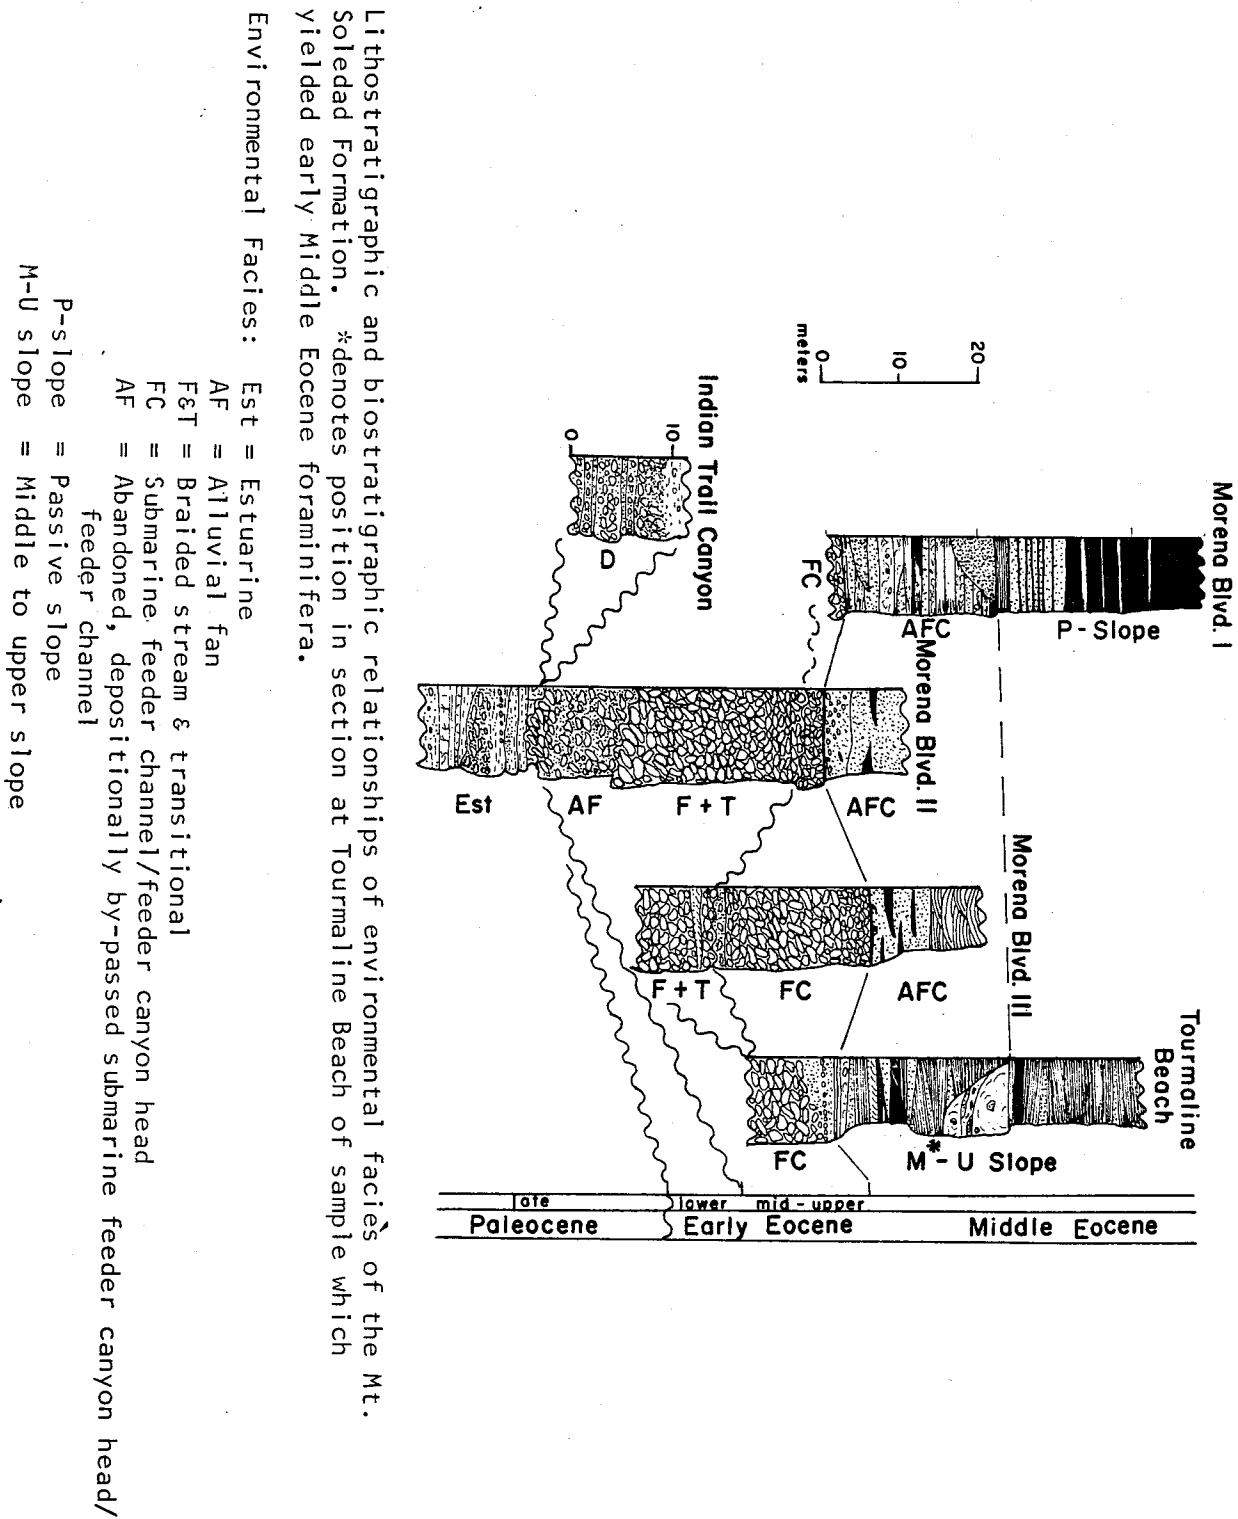 Morena Blvd. I
P-Slope
AFC
FC
20
10
0
meters
Indian Trail Canyon
10
0
D
Morena Blvd. II
AFC
F + T
AF
Est
Morena Blvd. III
AFC
FC
F + T
Tourmaline
Beach
M - U Slope
*
FC
late
lower
mid - upper
Paleocene
Early Eocene
Middle Eocene
Lithostratigraphic and biostratigraphic relationships of environmental facies of the Mt.
Soledad Formation. *denotes position in section at Tourmaline Beach of sample which
yielded early Middle Eocene foraminifera.
Environmental Facies: Est = Estuarine
AF = Alluvial fan
F&T = Braided stream & transitional
FC = Submarine feeder channel/feeder canyon head
AF = Abandoned, depositionally by-passed submarine feeder canyon head/
feeder channel
P-slope = Passive slope
M-U slope = Middle to upper slope